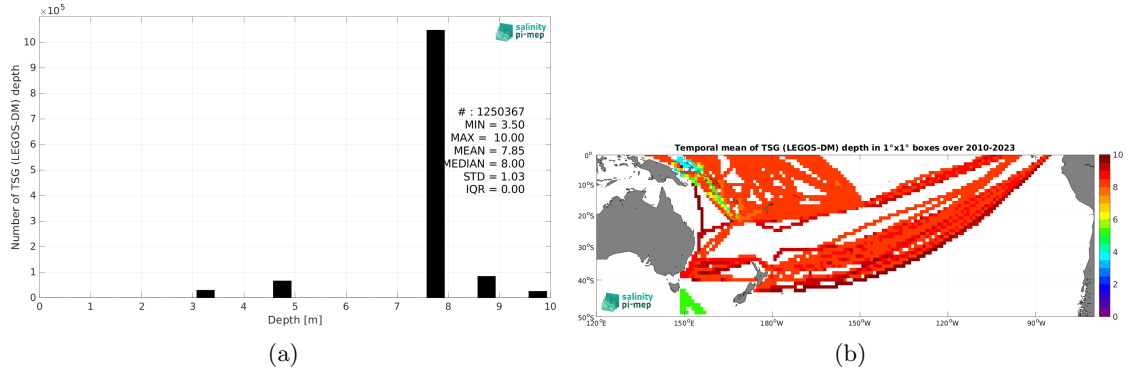 ×10⁵
salinity
pi-mep
10
9
8
7
6
5
4
3
2
1
0
Number of TSG (LEGOS-DM) depth
# : 1250367
MIN = 3.50
MAX = 10.00
MEAN = 7.85
MEDIAN = 8.00
STD = 1.03
IQR = 0.00
0 1 2 3 4 5 6 7 8 9 10
Depth [m]
(a)
Temporal mean of TSG (LEGOS-DM) depth in 1°x1° boxes over 2010-2023
0°
10°S
20°S
30°S
40°S
50°S
salinity
pi-mep
120°E 150°E 180°W 150°W 120°W 90°W
10
8
6
4
2
0
(b)